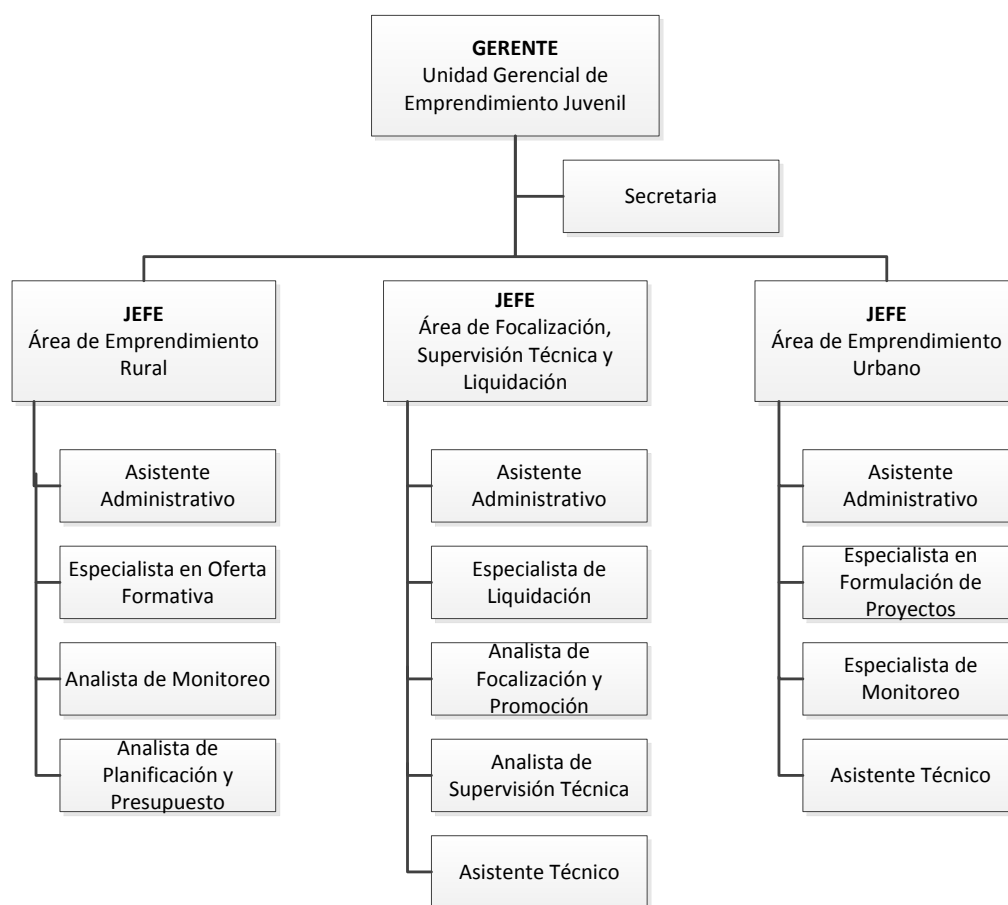 GERENTE
Unidad Gerencial de
Emprendimiento Juvenil
Secretaria
JEFE
Área de Emprendimiento
Rural
JEFE
Área de Focalización,
Supervisión Técnica y
Liquidación
JEFE
Área de Emprendimiento
Urbano
Asistente
Administrativo
Especialista en Oferta
Formativa
Analista de Monitoreo
Analista de
Planificación y
Presupuesto
Asistente
Administrativo
Especialista de
Liquidación
Analista de
Focalización y
Promoción
Analista de
Supervisión Técnica
Asistente Técnico
Asistente
Administrativo
Especialista en
Formulación de
Proyectos
Especialista de
Monitoreo
Asistente Técnico